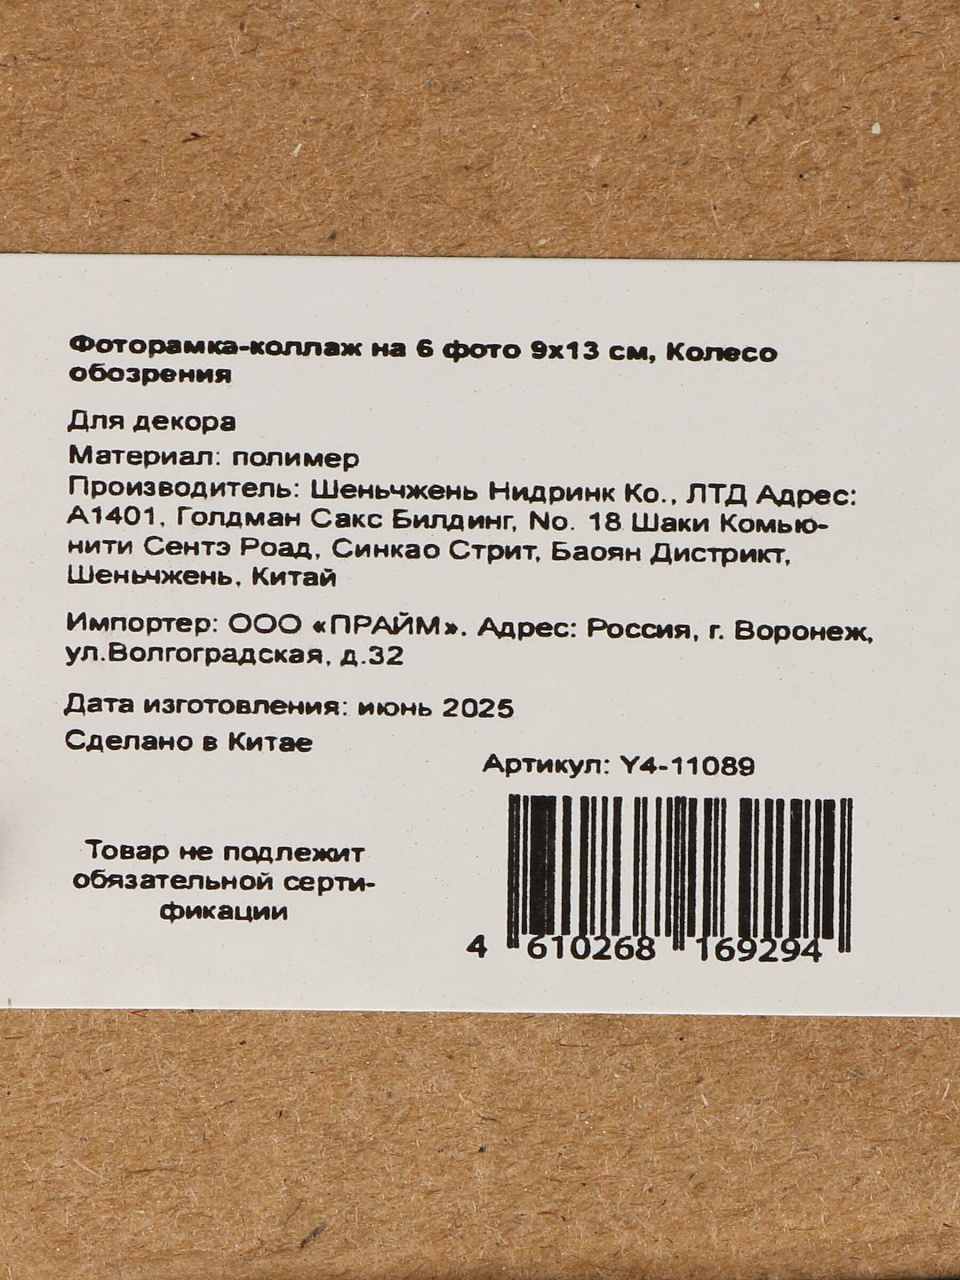 Фоторамка-коллаж на 6 фото 9х13 см, Колесо
обозрения
Для декора
Материал: полимер
Производитель: Шеньчжень Нидринк Ко., ЛТД Адрес:
А1401, Голдман Сакс Билдинг, No. 18 Шаки Комью-
нити Сентэ Роад, Синкао Стрит, Баоян Дистрикт,
Шеньчжень, Китай
Импортер: ООО «ПРАЙМ». Адрес: Россия, г. Воронеж,
ул.Волгоградская, д.32
Дата изготовления: июнь 2025
Сделано в Китае
Артикул: Y4-11089
Товар не подлежит
обязательной серти-
фикации
4 610268 169294